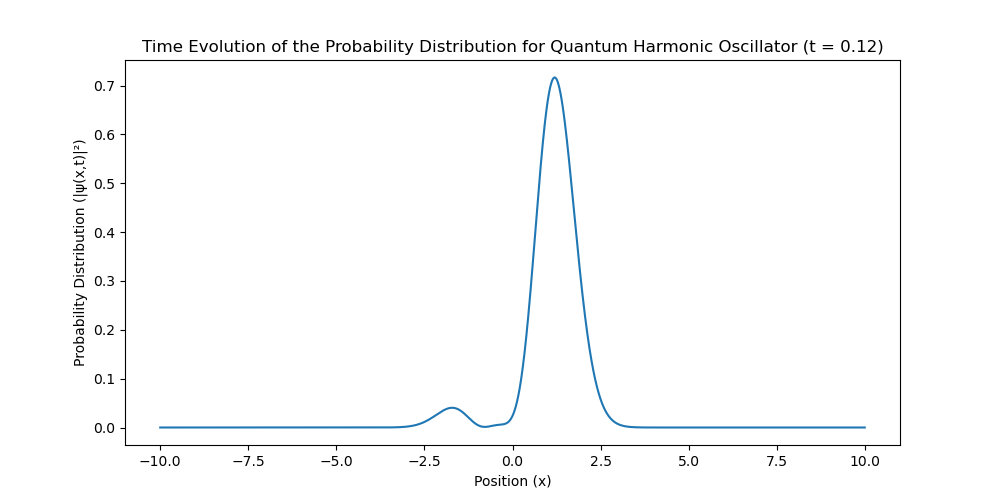 Time Evolution of the Probability Distribution for Quantum Harmonic Oscillator (t = 0.12)
Probability Distribution (|ψ(x,t)|²)
0.7
0.6
0.5
0.4
0.3
0.2
0.1
0.0
−10.0 −7.5 −5.0 −2.5 0.0 2.5 5.0 7.5 10.0
Position (x)